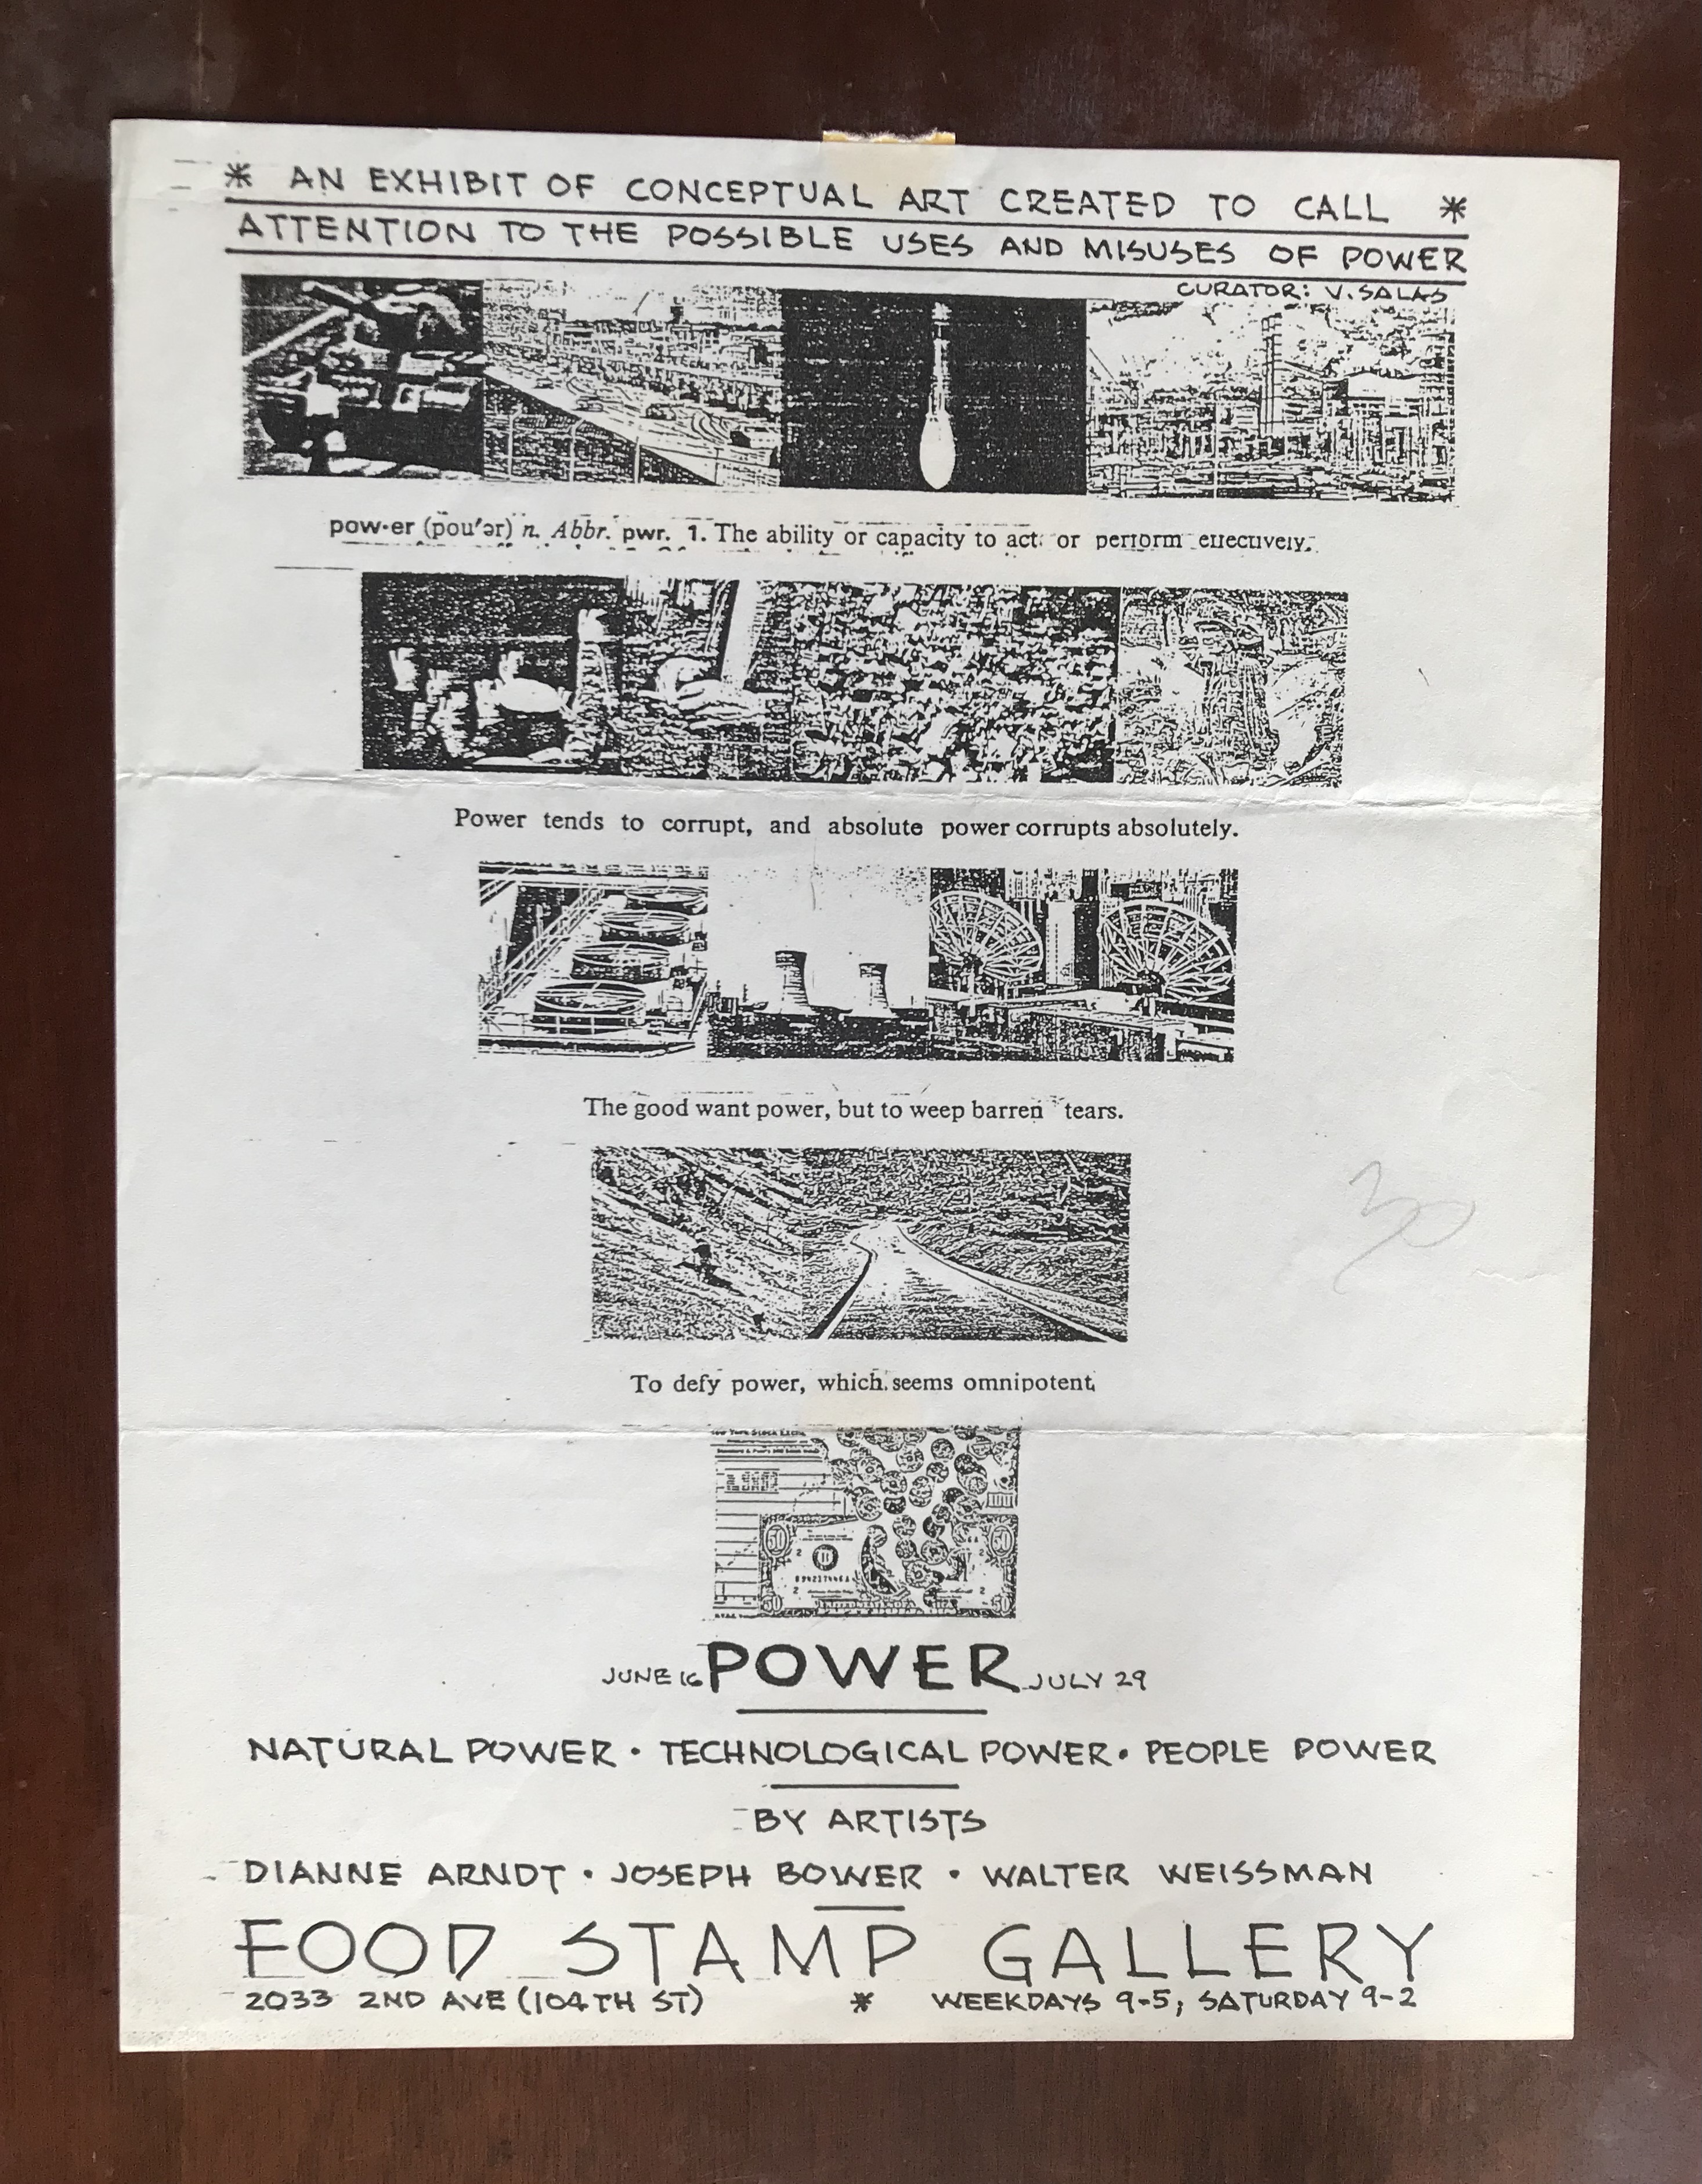 * AN EXHIBIT OF CONCEPTUAL ART CREATED TO CALL *
ATTENTION TO THE POSSIBLE USES AND MISUSES OF POWER
CURATOR: V. SALAS
pow·er (pou′ər) n. Abbr. pwr. 1. The ability or capacity to act or perform effectively.
Power tends to corrupt, and absolute power corrupts absolutely.
The good want power, but to weep barren tears.
30
To defy power, which seems omnipotent
50
50
50
50
JUNE 16 POWER JULY 29
NATURAL POWER · TECHNOLOGICAL POWER · PEOPLE POWER
BY ARTISTS
DIANNE ARNDT · JOSEPH BOWER · WALTER WEISSMAN
FOOD STAMP GALLERY
2033 2ND AVE (104TH ST) * WEEKDAYS 9-5, SATURDAY 9-2